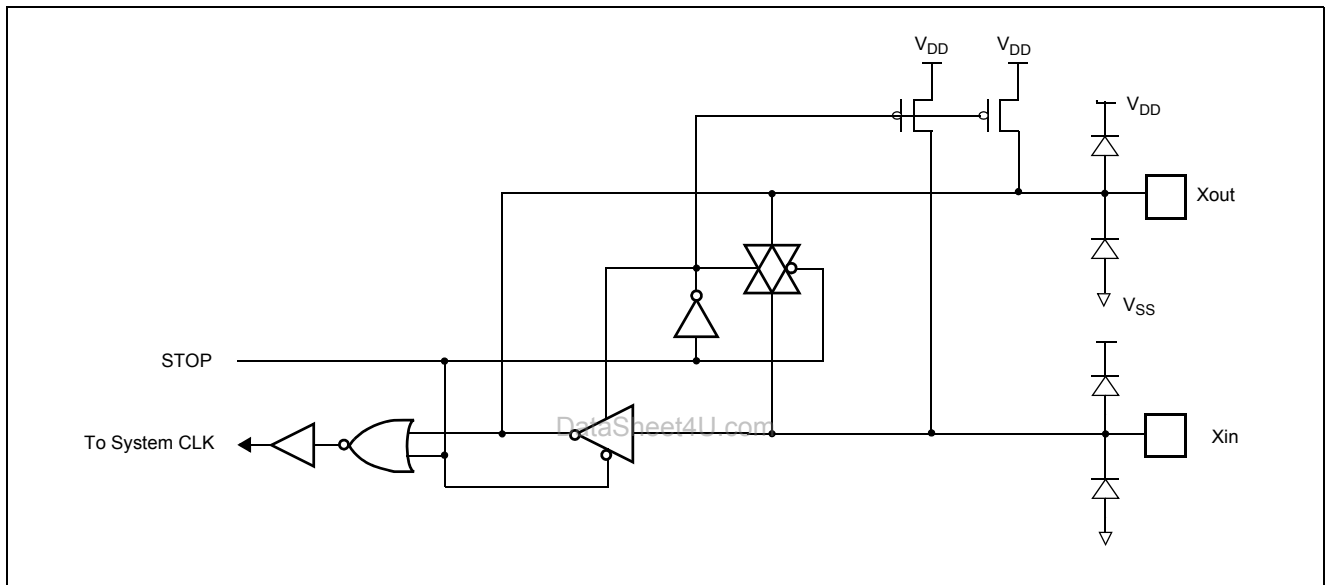 VDD VDD
VDD
Xout
VSS
STOP
DataSheet4U.com
To System CLK
Xin